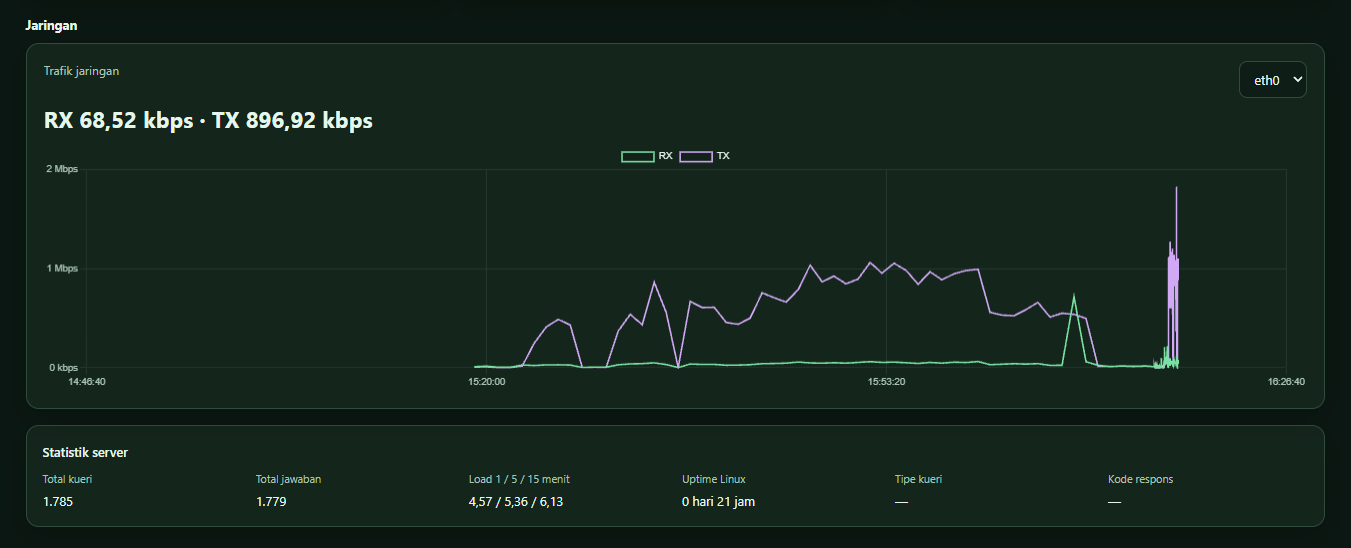 Jaringan
Trafik jaringan
eth0
RX 68,52 kbps · TX 896,92 kbps
RX TX
2 Mbps
1 Mbps
0 kbps
14:46:40 15:20:00 15:53:20 16:26:40
Statistik server
Total kueri Total jawaban Load 1 / 5 / 15 menit Uptime Linux Tipe kueri Kode respons
1.785 1.779 4,57 / 5,36 / 6,13 0 hari 21 jam — —